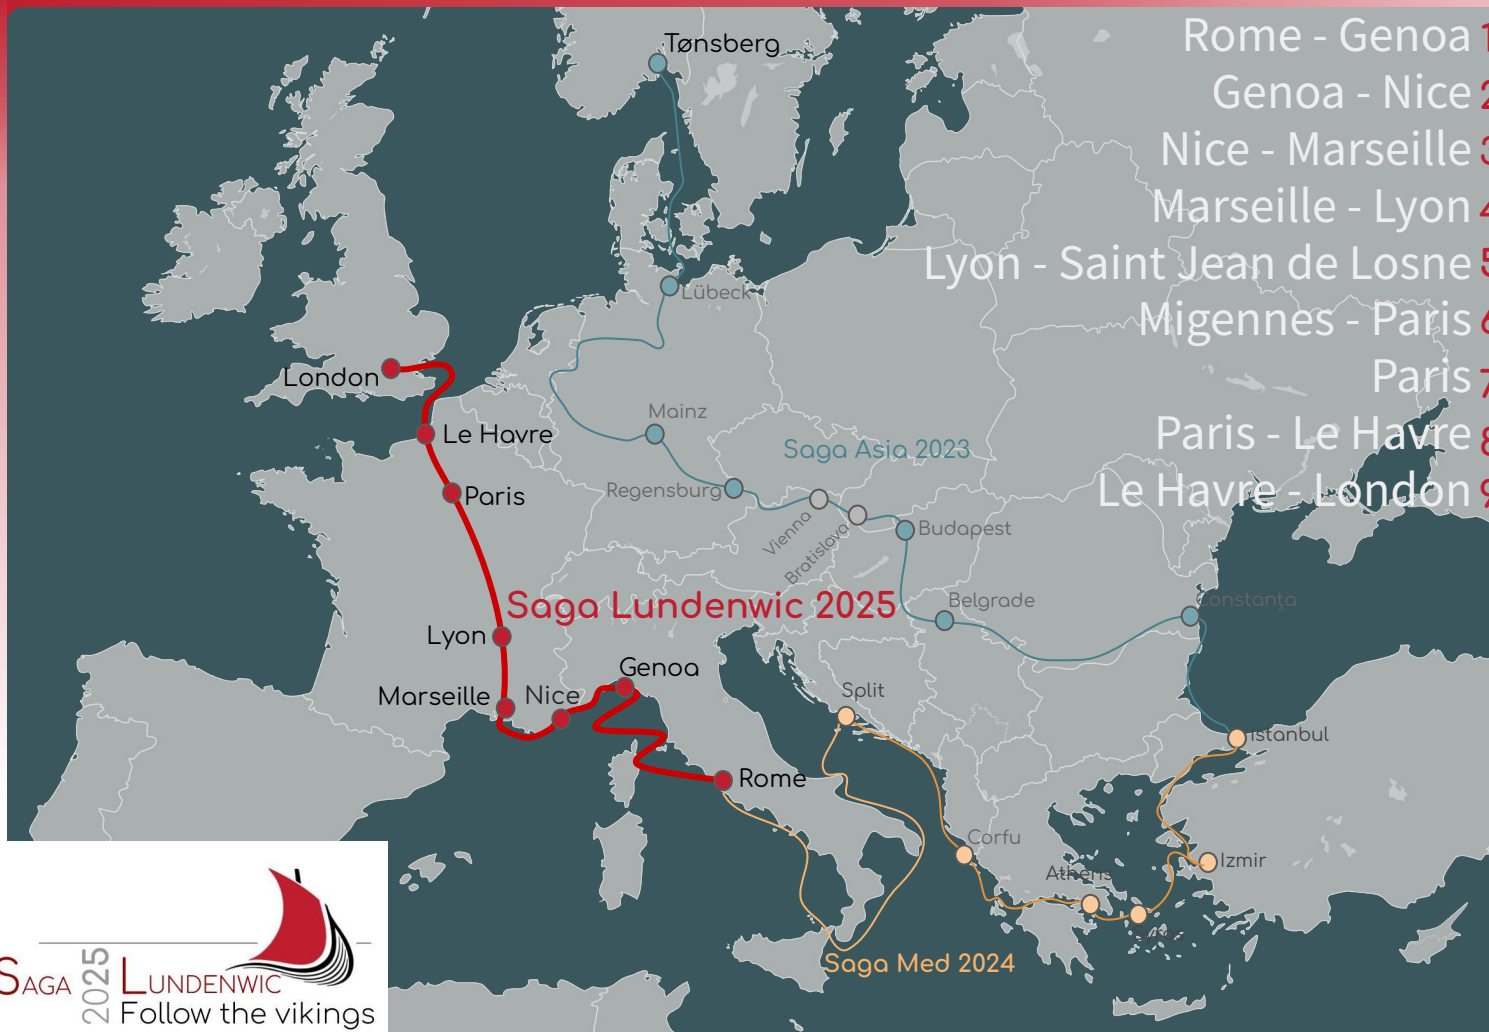 Rome - Genoa 1
Genoa - Nice 2
Nice - Marseille 3
Marseille - Lyon 4
Lyon - Saint Jean de Losne 5
Migennes - Paris 6
Paris 7
Paris - Le Havre 8
Le Havre - London 9
Tønsberg
Lübeck
London
Le Havre
Paris
Mainz
Saga Asia 2023
Regensburg
Vienna
Bratislava
Budapest
Saga Lundenwic 2025
Belgrade
Constanța
Lyon
Genoa
Marseille
Nice
Split
Istanbul
Rome
Corfu
Athens
Izmir
Syros
Saga Med 2024
SAGA 2025 LUNDENWIC
Follow the vikings